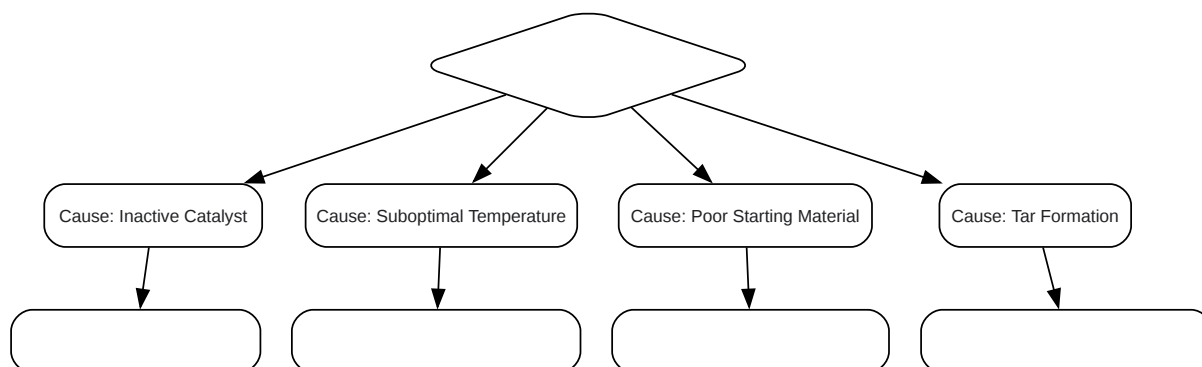 Cause: Inactive Catalyst
Cause: Suboptimal Temperature
Cause: Poor Starting Material
Cause: Tar Formation